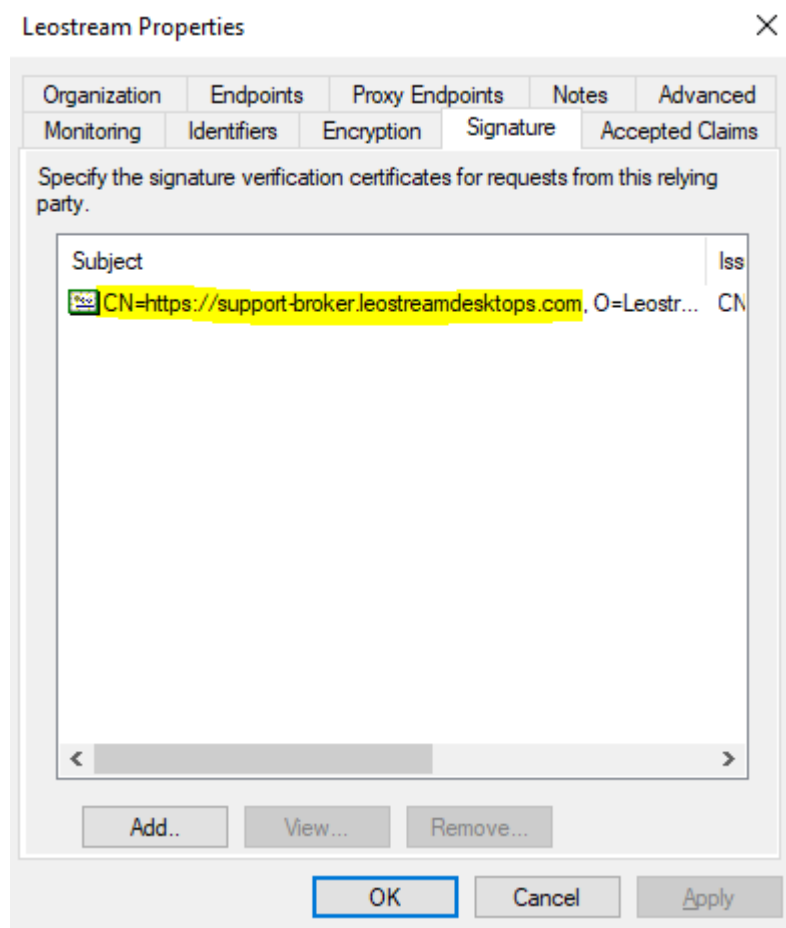 Leostream Properties
Organization Endpoints Proxy Endpoints Notes Advanced
Monitoring Identifiers Encryption Signature Accepted Claims
Specify the signature verification certificates for requests from this relying
party.
Subject Iss
CN=https://support-broker.leostreamdesktops.com, O=Leostr... CN
Add.. View... Remove...
OK Cancel Apply